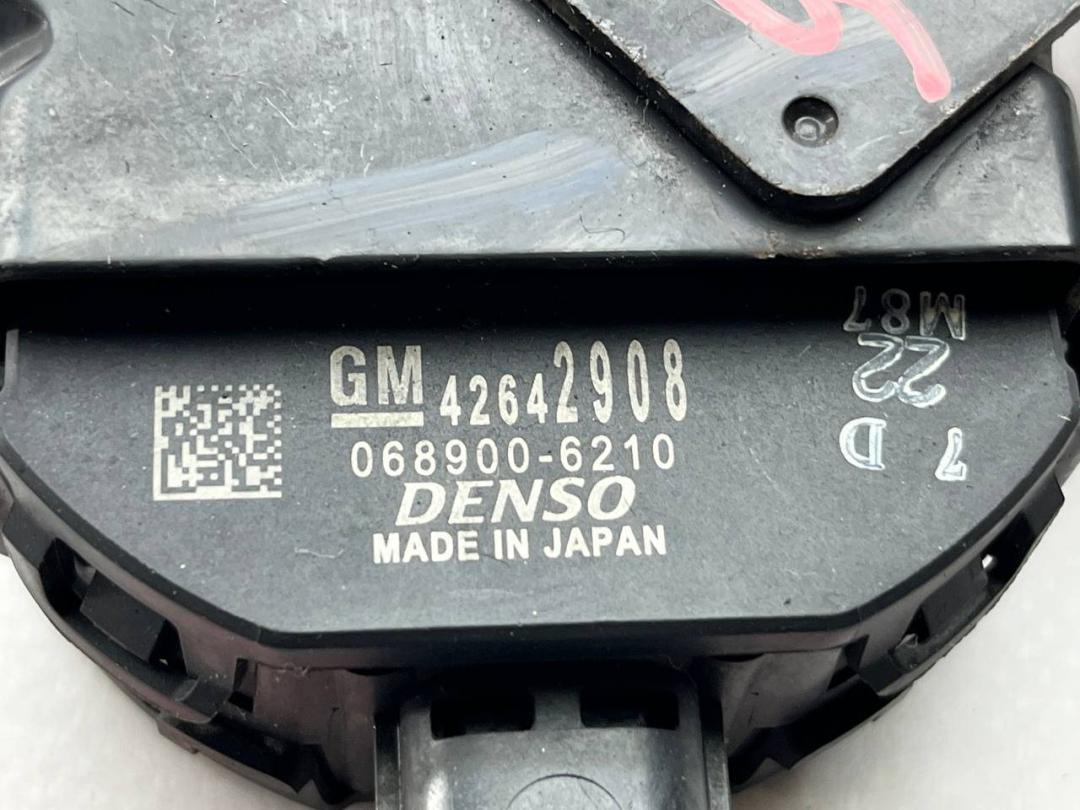 GM 42642908
068900-6210
DENSO
MADE IN JAPAN
M87
22
7 D